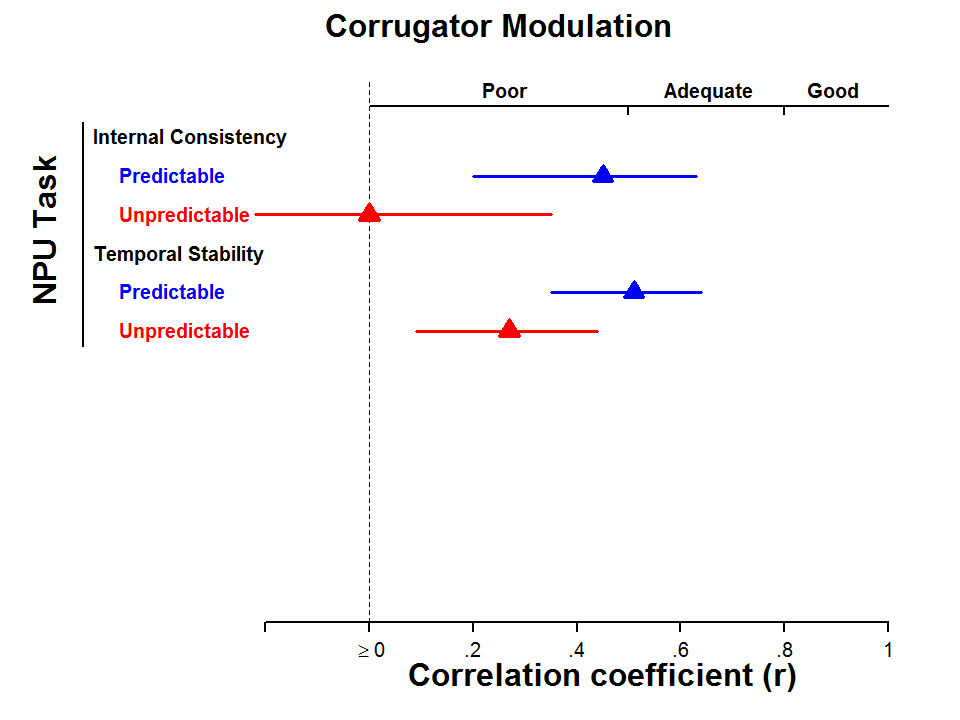 Corrugator Modulation
Poor Adequate Good
NPU Task
Internal Consistency
Predictable
Unpredictable
Temporal Stability
Predictable
Unpredictable
≥ 0 .2 .4 .6 .8 1
Correlation coefficient (r)